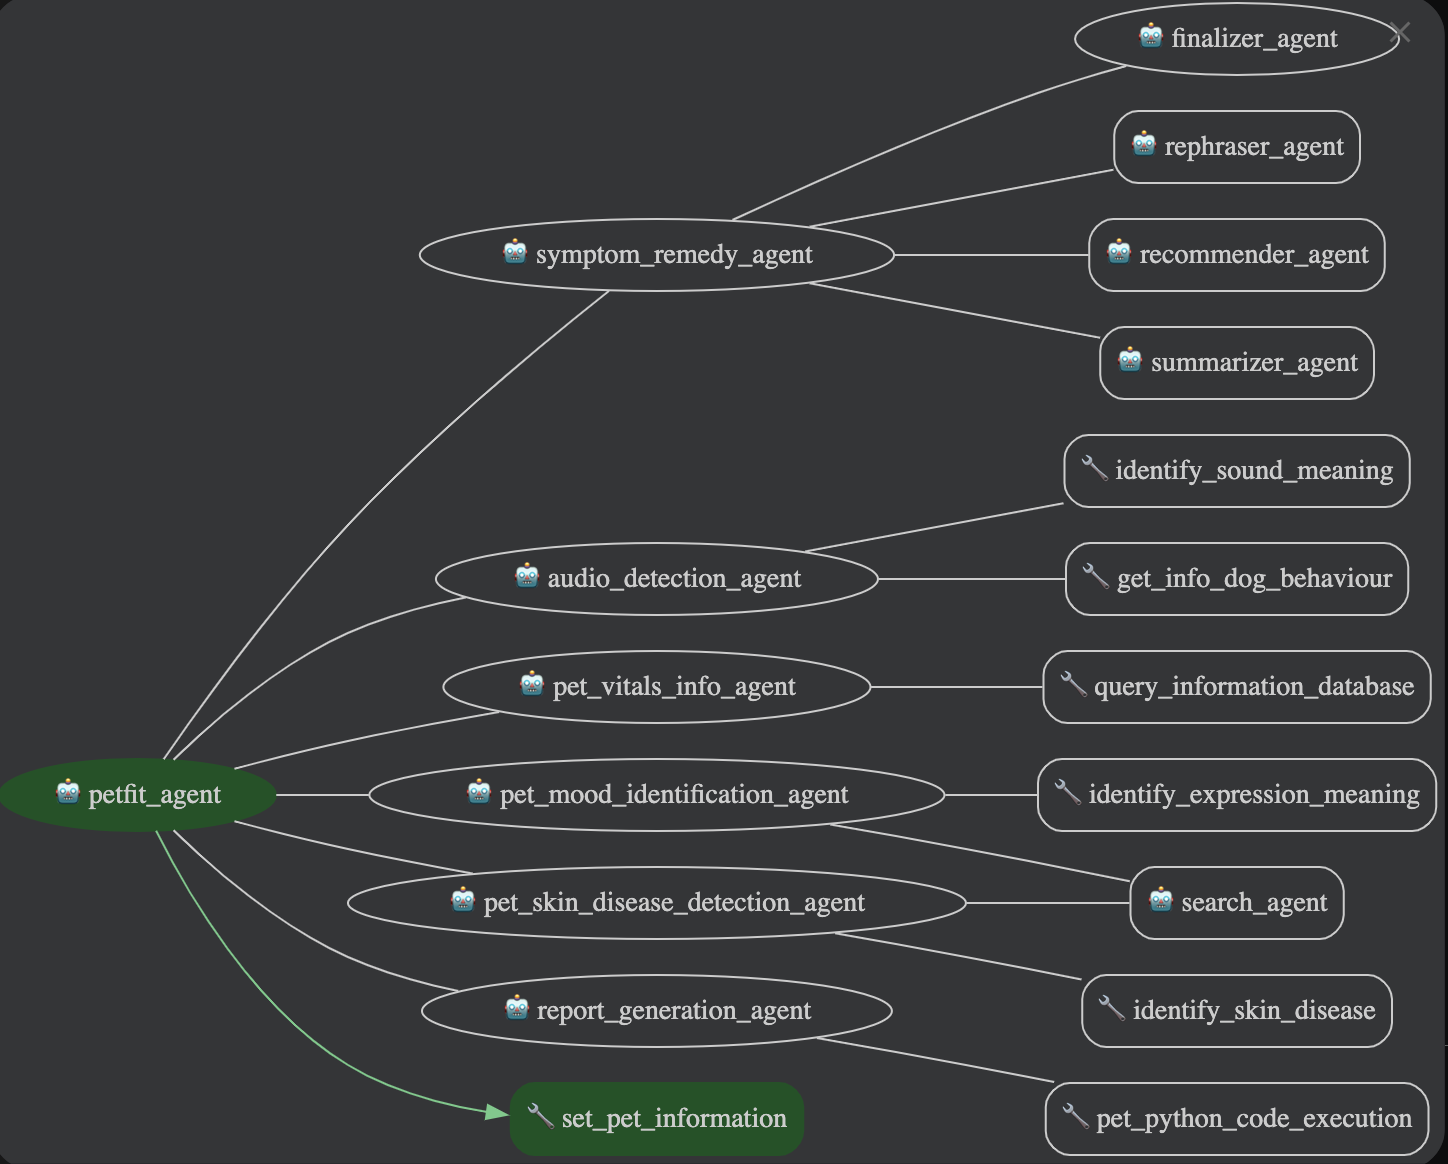 finalizer_agent
rephraser_agent
symptom_remedy_agent
recommender_agent
summarizer_agent
identify_sound_meaning
audio_detection_agent
get_info_dog_behaviour
pet_vitals_info_agent
query_information_database
petfit_agent
pet_mood_identification_agent
identify_expression_meaning
pet_skin_disease_detection_agent
search_agent
report_generation_agent
identify_skin_disease
set_pet_information
pet_python_code_execution